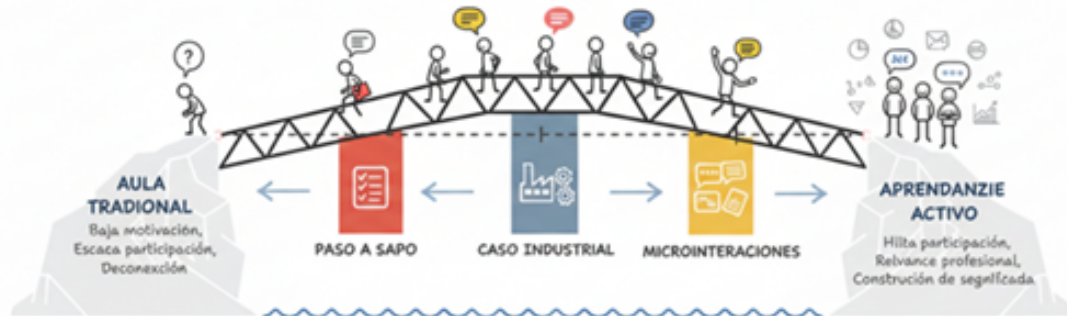 ?
AULA
TRADIONAL
Baja motivación,
Escaca participación,
Deconexción
PASO A SAPO
CASO INDUSTRIAL
MICROINTERACIONES
APRENDANZIE
ACTIVO
Hilta participación,
Relvance profesional,
Construción de segnificada